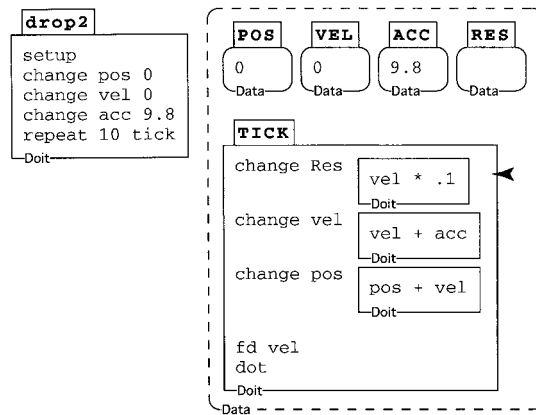 drop2
setup
change pos 0
change vel 0
change acc 9.8
repeat 10 tick
Doit
POS VEL ACC RES
0 0 9.8
Data Data Data Data
TICK
change Res vel * .1
Doit
change vel vel + acc
Doit
change pos pos + vel
Doit
fd vel
dot
Doit
Data